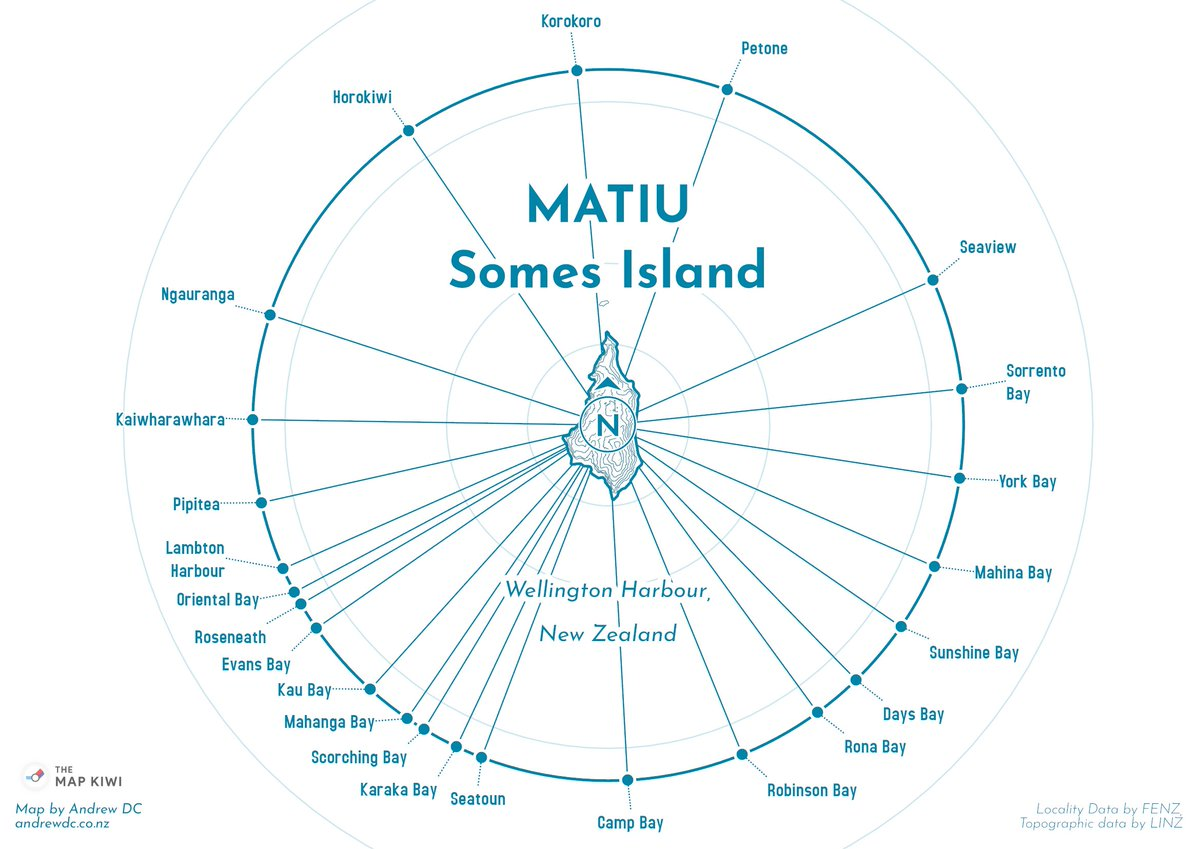 Korokoro
Petone
Horokiwi
MATIU
Somes Island
Seaview
Ngauranga
Sorrento
Bay
N
Kaiwharawhara
York Bay
Pipitea
Lambton
Harbour
Mahina Bay
Oriental Bay
Wellington Harbour,
New Zealand
Roseneath
Sunshine Bay
Evans Bay
Kau Bay
Days Bay
Mahanga Bay
Rona Bay
Scorching Bay
Karaka Bay
Seatoun
Robinson Bay
Camp Bay
THE
MAP KIWI
Map by Andrew DC
andrewdc.co.nz
Locality Data by FENZ,
Topographic data by LINZ